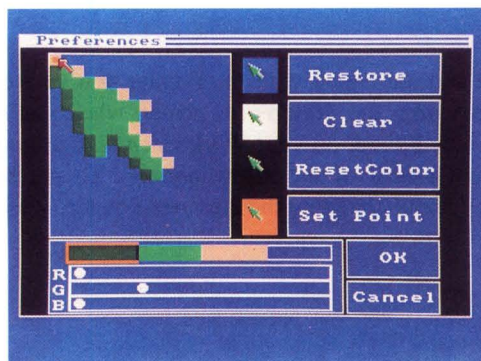 Preferences
Restore
Clear
ResetColor
Set Point
OK
Cancel
R
G
B